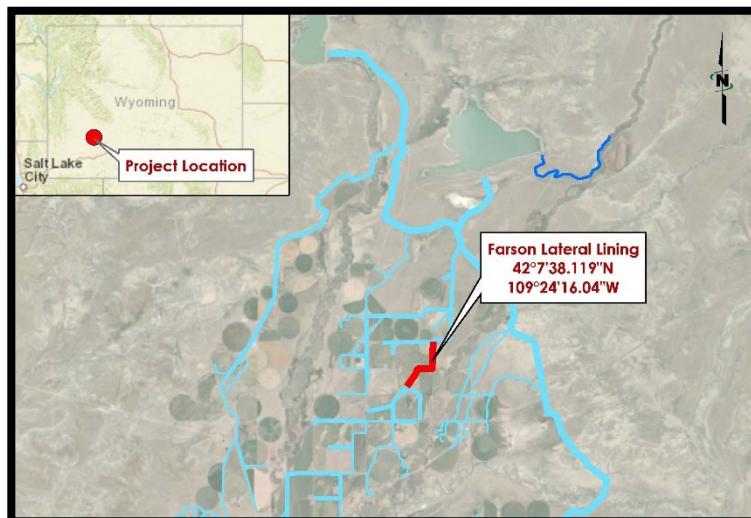 Wyoming
Project Location
Salt Lake
City
N
Farson Lateral Lining
42°7'38.119"N
109°24'16.04"W